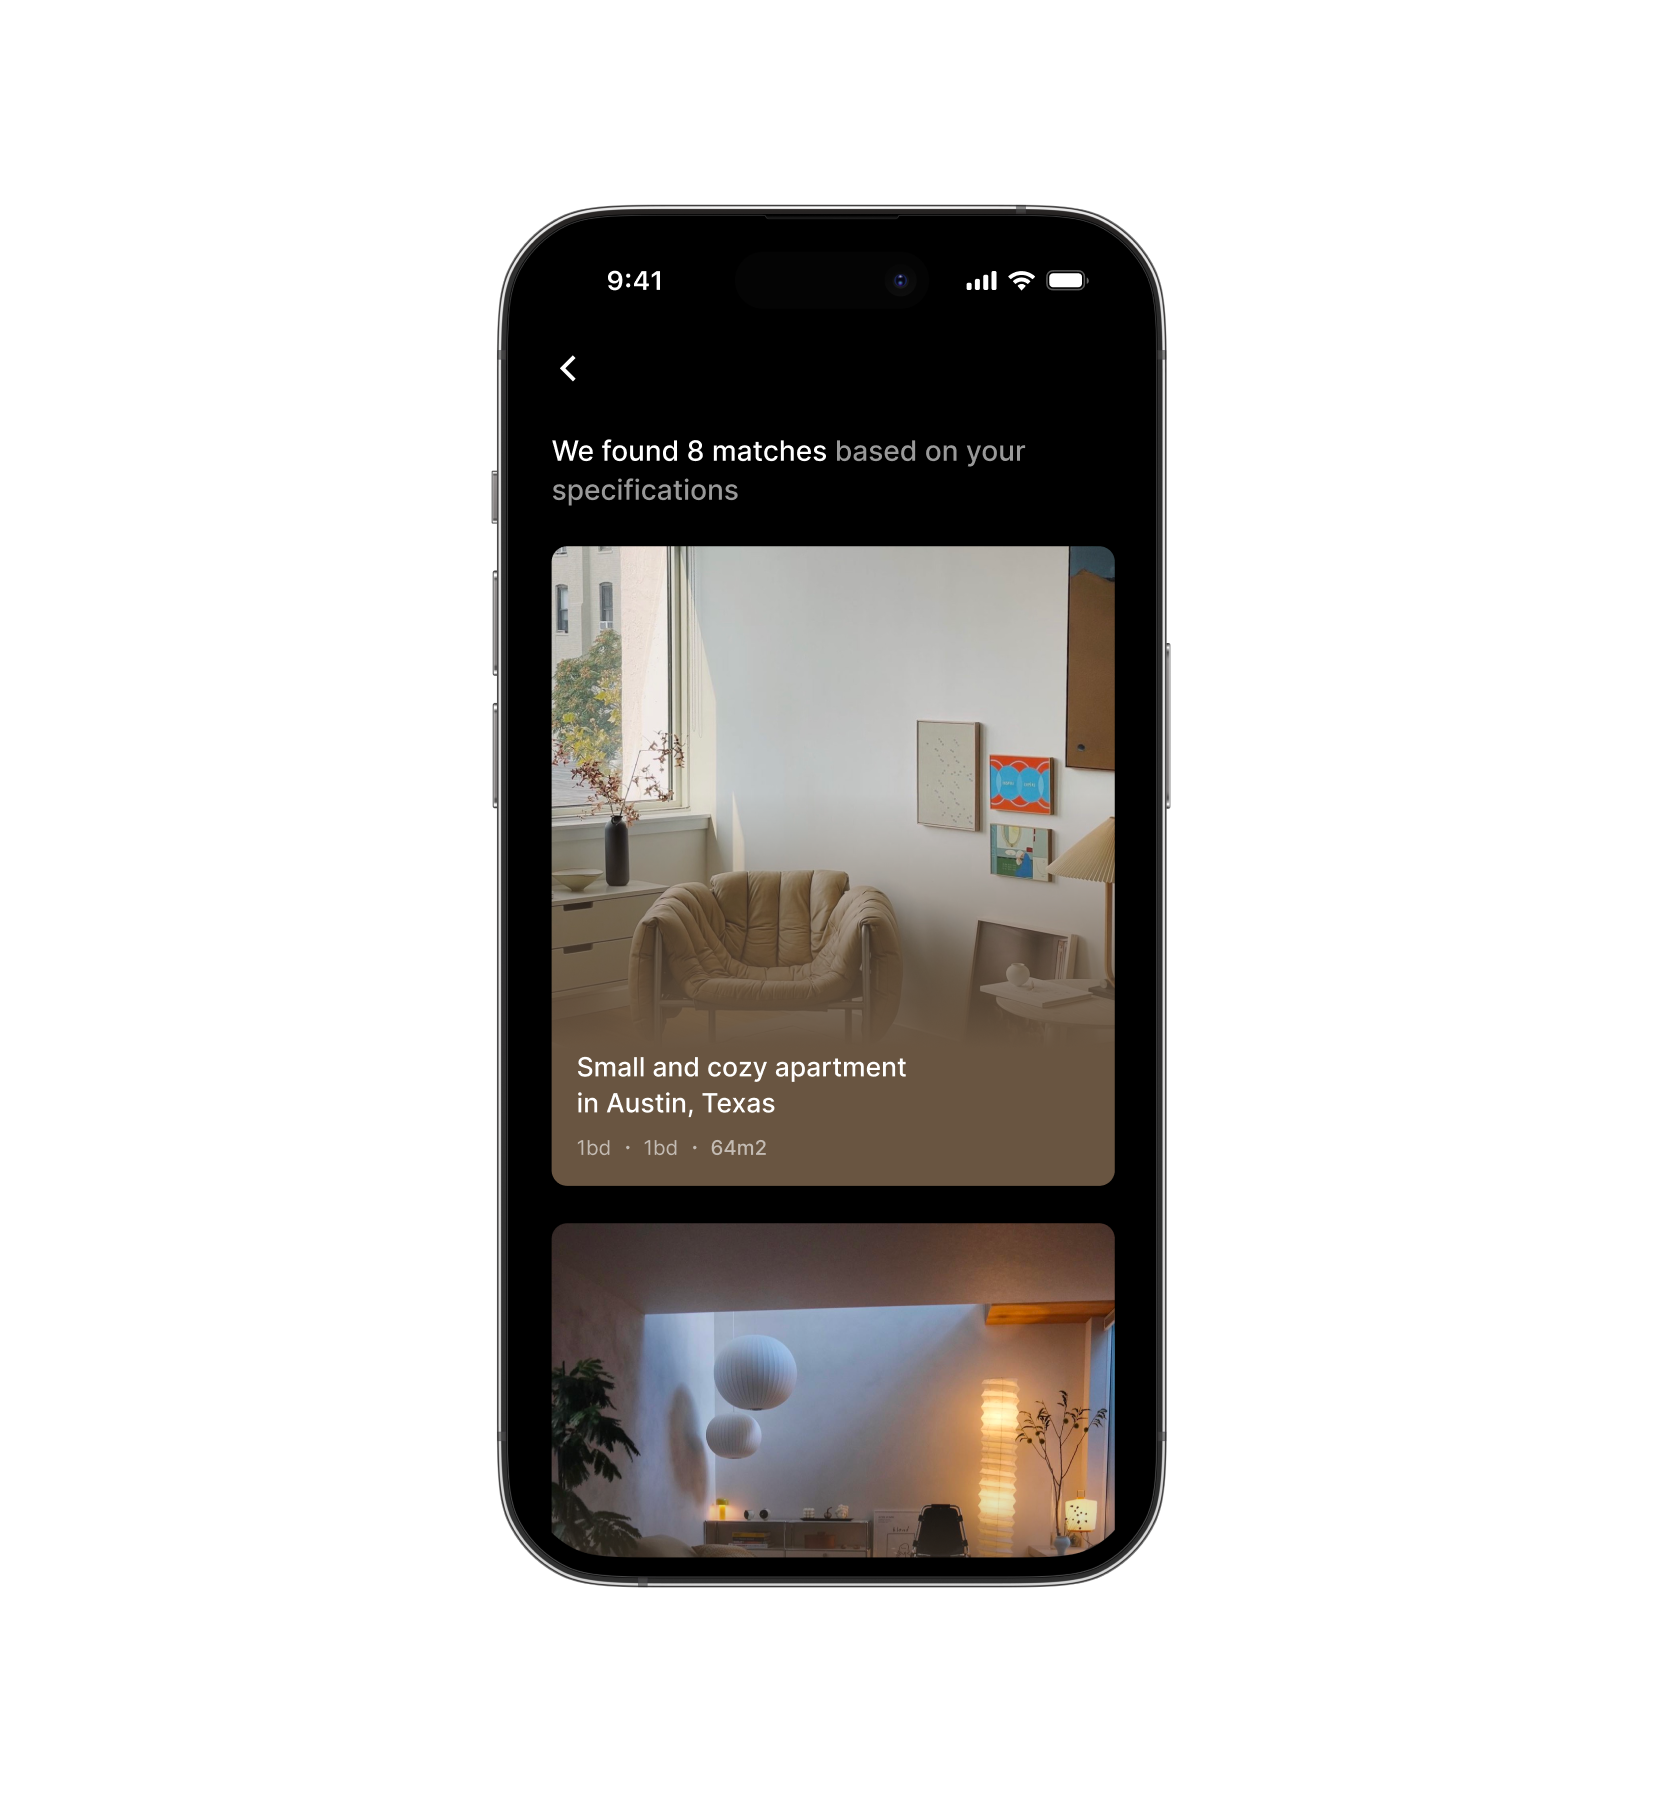 9:41
We found 8 matches based on your
specifications
Small and cozy apartment
in Austin, Texas
1bd · 1bd · 64m2